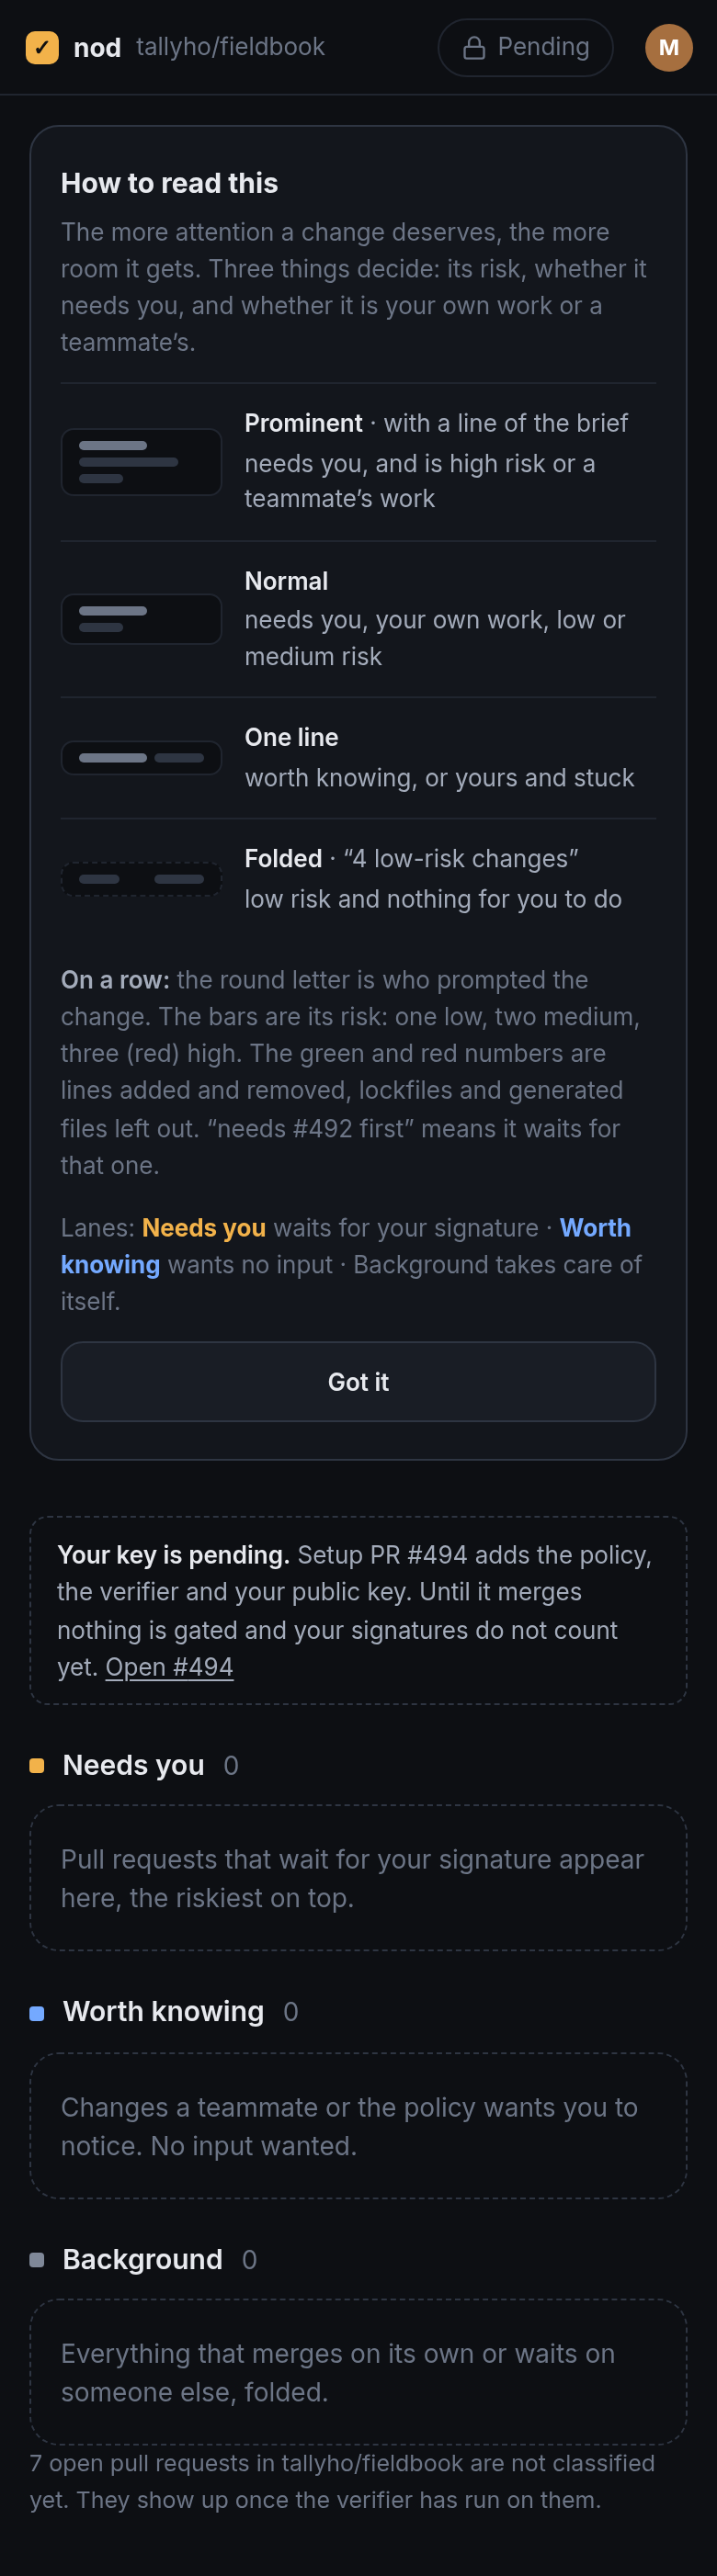 ✓ nod tallyho/fieldbook Pending M
How to read this
The more attention a change deserves, the more
room it gets. Three things decide: its risk, whether it
needs you, and whether it is your own work or a
teammate’s.
Prominent · with a line of the brief
needs you, and is high risk or a
teammate’s work
Normal
needs you, your own work, low or
medium risk
One line
worth knowing, or yours and stuck
Folded · “4 low-risk changes”
low risk and nothing for you to do
On a row: the round letter is who prompted the
change. The bars are its risk: one low, two medium,
three (red) high. The green and red numbers are
lines added and removed, lockfiles and generated
files left out. “needs #492 first” means it waits for
that one.
Lanes: Needs you waits for your signature · Worth
knowing wants no input · Background takes care of
itself.
Got it
Your key is pending. Setup PR #494 adds the policy,
the verifier and your public key. Until it merges
nothing is gated and your signatures do not count
yet. Open #494
Needs you 0
Pull requests that wait for your signature appear
here, the riskiest on top.
Worth knowing 0
Changes a teammate or the policy wants you to
notice. No input wanted.
Background 0
Everything that merges on its own or waits on
someone else, folded.
7 open pull requests in tallyho/fieldbook are not classified
yet. They show up once the verifier has run on them.